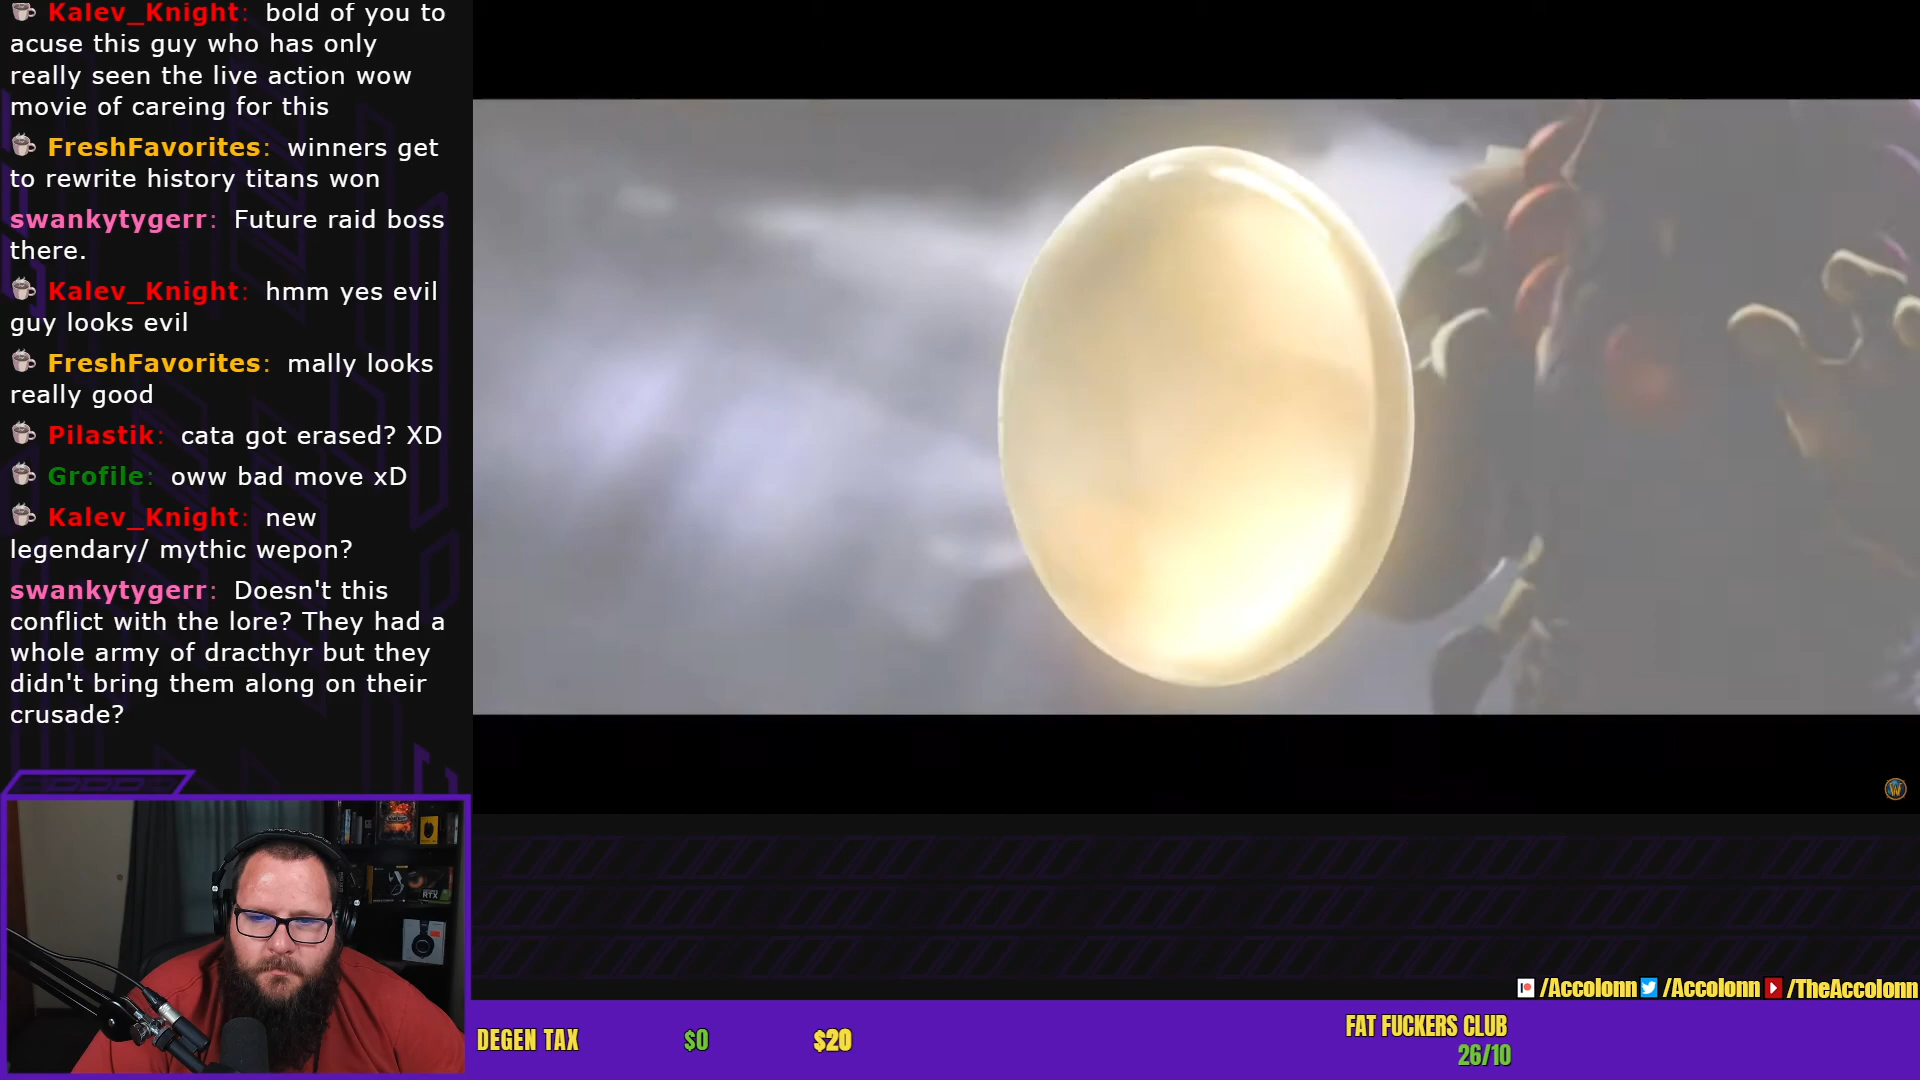 Kalev_Knight: bold of you to
acuse this guy who has only
really seen the live action wow
movie of careing for this
FreshFavorites: winners get
to rewrite history titans won
swankytygerr: Future raid boss
there.
Kalev_Knight: hmm yes evil
guy looks evil
FreshFavorites: mally looks
really good
Pilastik: cata got erased? XD
Grofile: oww bad move xD
Kalev_Knight: new
legendary/ mythic wepon?
swankytygerr: Doesn't this
conflict with the lore? They had a
whole army of dracthyr but they
didn't bring them along on their
crusade?
W
RTX
/Accolonn /Accolonn /TheAccolonn
DEGEN TAX $0 $20
FAT FUCKERS CLUB
26/10